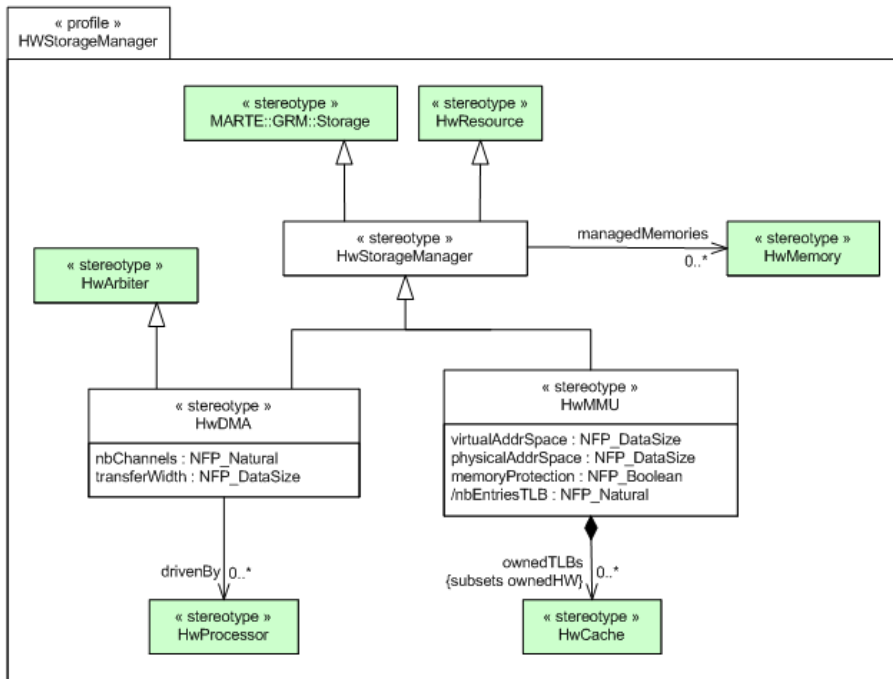 « profile »
HWStorageManager
« stereotype »
MARTE::GRM::Storage
« stereotype »
HwResource
« stereotype »
HwStorageManager
managedMemories
0..*
« stereotype »
HwMemory
« stereotype »
HwArbiter
« stereotype »
HwDMA
nbChannels : NFP_Natural
transferWidth : NFP_DataSize
« stereotype »
HwMMU
virtualAddrSpace : NFP_DataSize
physicalAddrSpace : NFP_DataSize
memoryProtection : NFP_Boolean
/nbEntriesTLB : NFP_Natural
drivenBy
0..*
ownedTLBs
{subsets ownedHW}
0..*
« stereotype »
HwProcessor
« stereotype »
HwCache